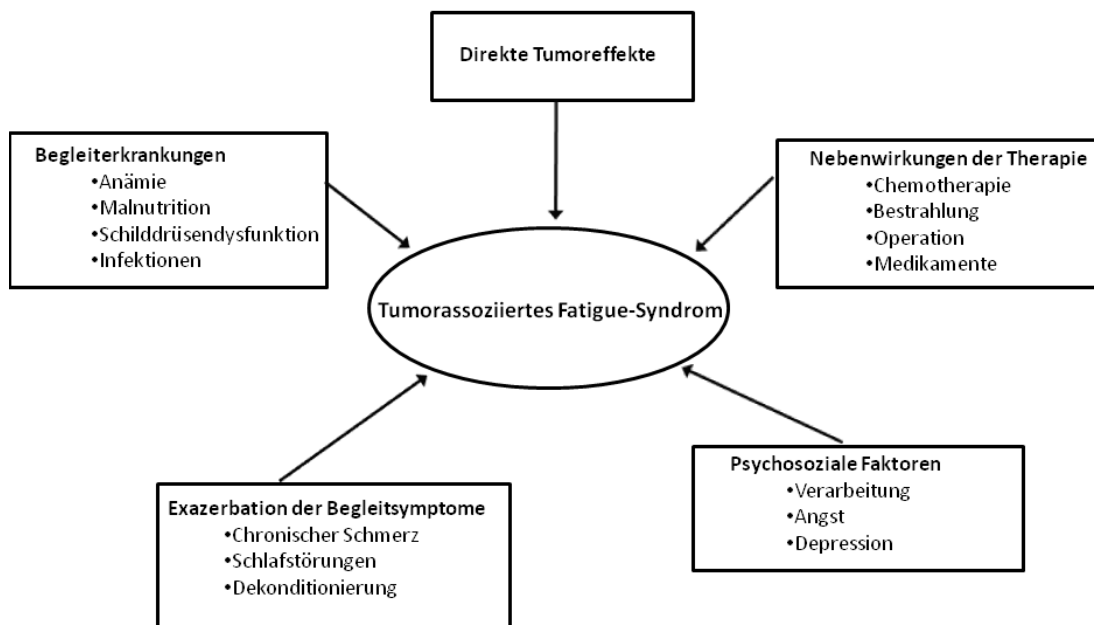 Direkte Tumoreffekte
Begleiterkrankungen
•Anämie
•Malnutrition
•Schilddrüsendysfunktion
•Infektionen
Nebenwirkungen der Therapie
•Chemotherapie
•Bestrahlung
•Operation
•Medikamente
Tumorassoziiertes Fatigue-Syndrom
Exazerbation der Begleitsymptome
•Chronischer Schmerz
•Schlafstörungen
•Dekonditionierung
Psychosoziale Faktoren
•Verarbeitung
•Angst
•Depression